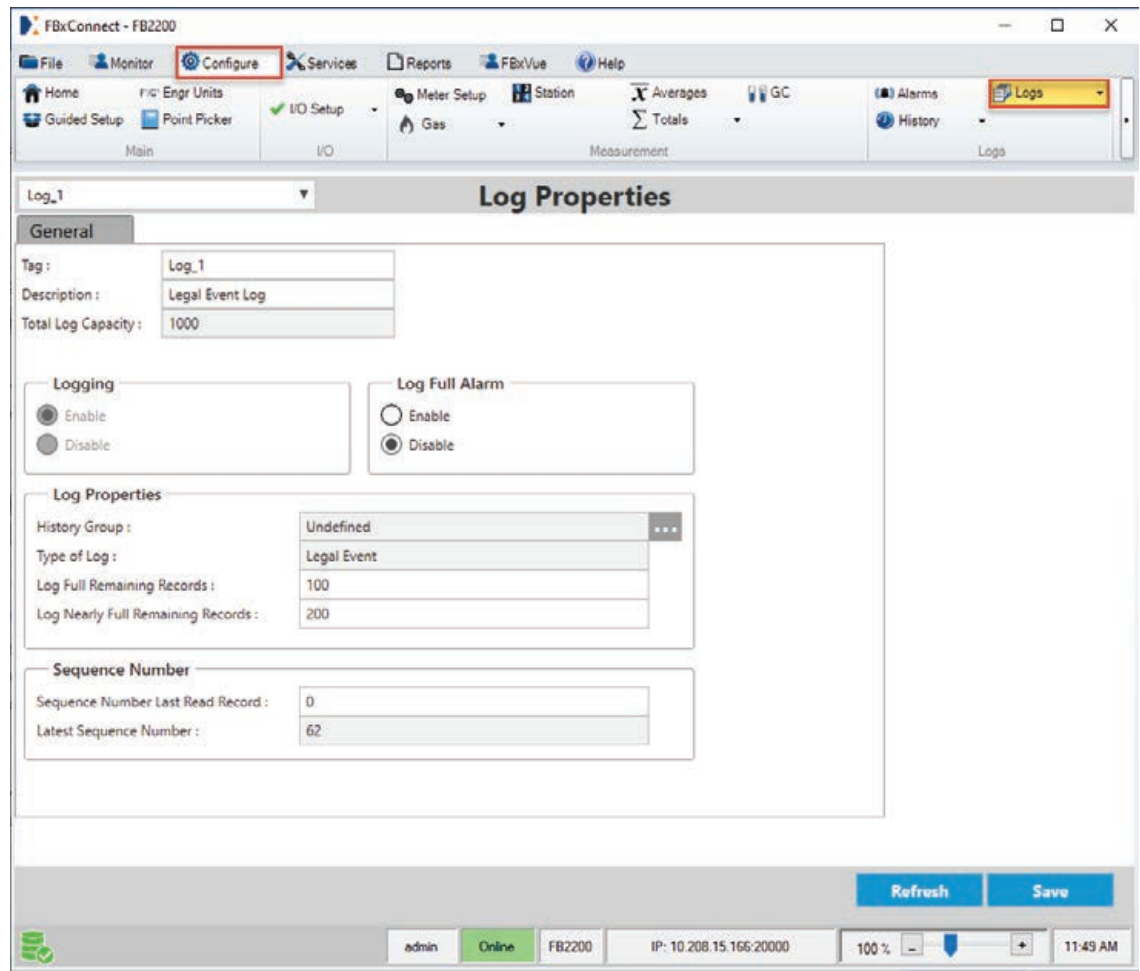 FBxConnect - FB2200
File Monitor Configure Services Reports FBxVue Help
Home Engr Units Meter Setup Station Averages GC Alarms Logs
Guided Setup Point Picker I/O Setup Gas Totals History
Main I/O Measurement Logs
Log_1 Log Properties
General
Tag : Log_1
Description : Legal Event Log
Total Log Capacity : 1000
Logging Log Full Alarm
Enable Enable
Disable Disable
Log Properties
History Group : Undefined ...
Type of Log : Legal Event
Log Full Remaining Records : 100
Log Nearly Full Remaining Records : 200
Sequence Number
Sequence Number Last Read Record : 0
Latest Sequence Number : 62
Refresh Save
admin Online FB2200 IP: 10.208.15.166:20000 100 % - + 11:49 AM